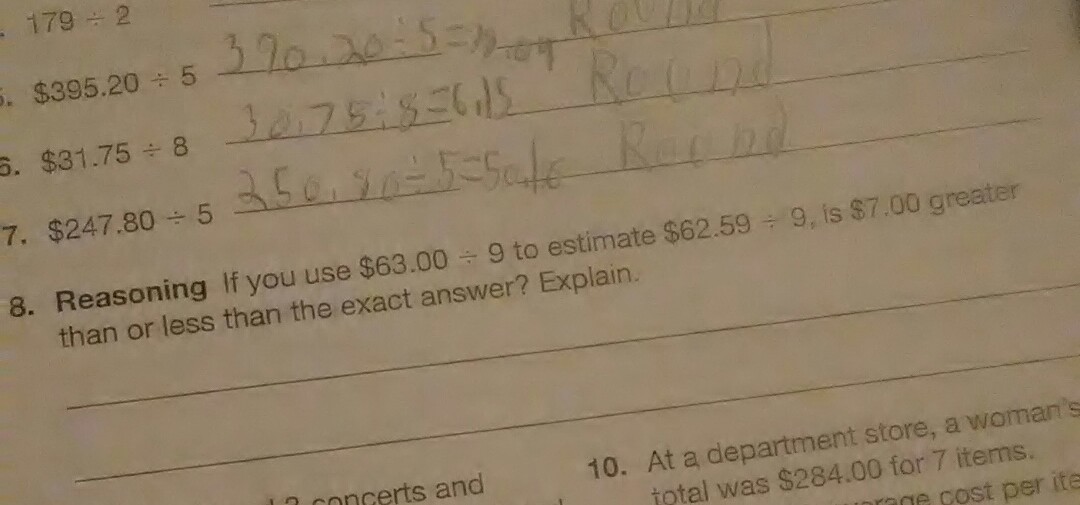 179 ÷ 2 Round
5. $395.20 ÷ 5 390.20÷5=
6. $31.75 ÷ 8 30.75÷8=6.15 Round
7. $247.80 ÷ 5 250.80÷5= Round
8. Reasoning If you use $63.00 ÷ 9 to estimate $62.59 ÷ 9, is $7.00 greater
than or less than the exact answer? Explain.
concerts and
10. At a department store, a woman's
total was $284.00 for 7 items.
cost per